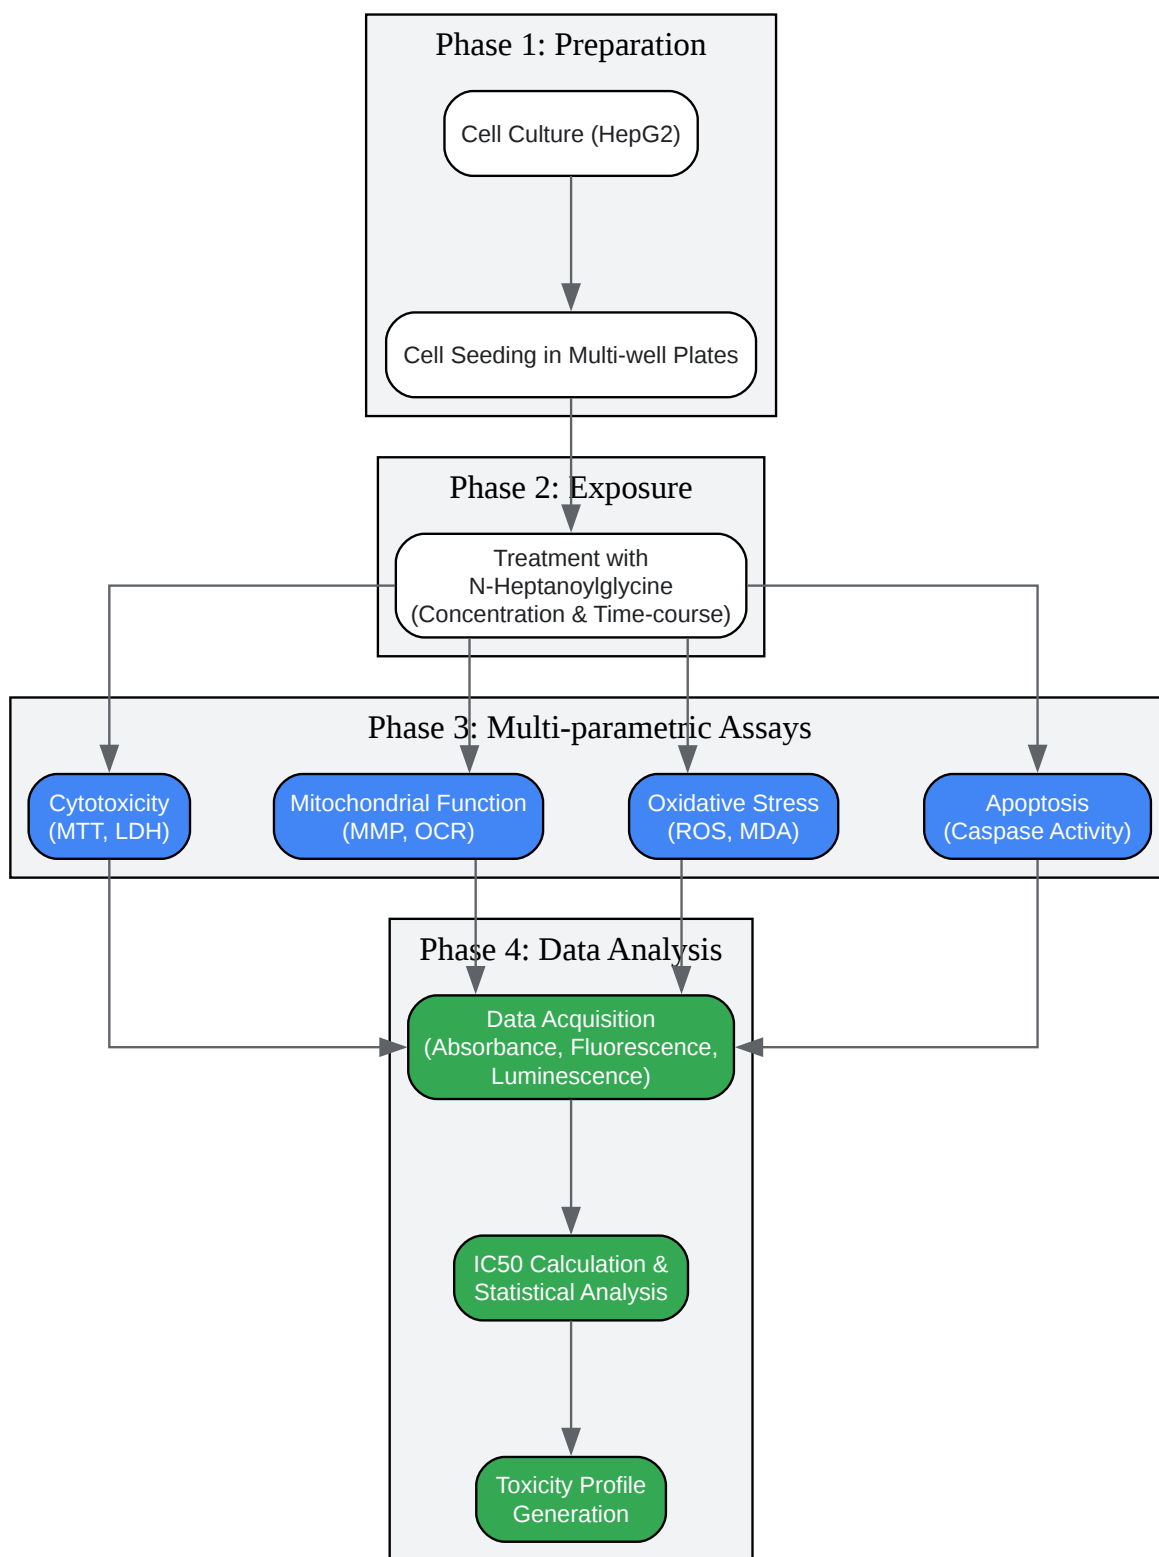 Phase 1: Preparation
Cell Culture (HepG2)
Cell Seeding in Multi-well Plates
Phase 2: Exposure
Treatment with
N-Heptanoylglycine
(Concentration & Time-course)
Phase 3: Multi-parametric Assays
Cytotoxicity
(MTT, LDH)
Mitochondrial Function
(MMP, OCR)
Oxidative Stress
(ROS, MDA)
Apoptosis
(Caspase Activity)
Phase 4: Data Analysis
Data Acquisition
(Absorbance, Fluorescence,
Luminescence)
IC50 Calculation &
Statistical Analysis
Toxicity Profile
Generation